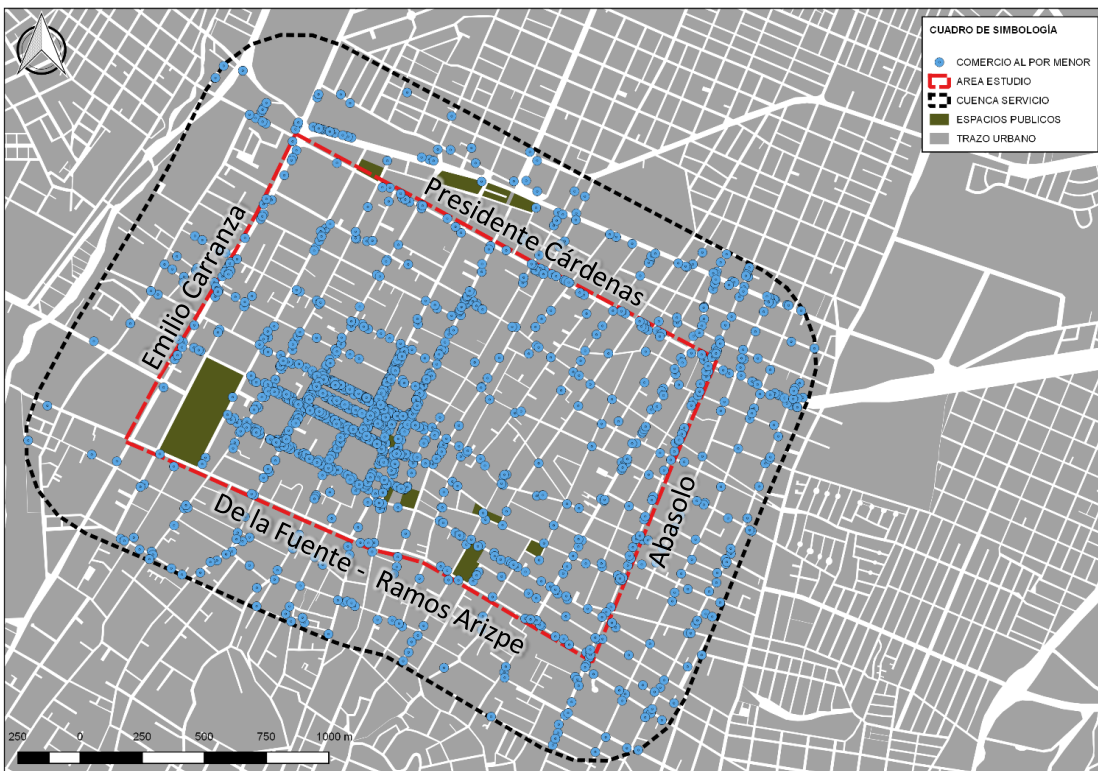 CUADRO DE SIMBOLOGÍA
COMERCIO AL POR MENOR
AREA ESTUDIO
CUENCA SERVICIO
ESPACIOS PUBLICOS
TRAZO URBANO
Presidente Cárdenas
Emilio Carranza
Abasolo
De la Fuente - Ramos Arizpe
250 0 250 500 750 1000 m